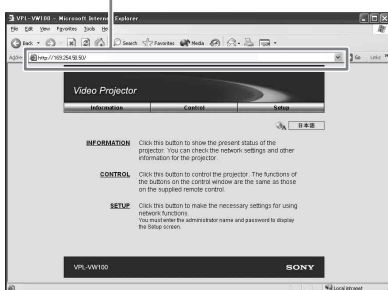 VPL-VW100 - Microsoft Internet Explorer
File Edit View Favorites Tools Help
Back Search Favorites Media
Address http://169.254.50.50/ Go Links
Video Projector
Information Control Setup
日本語
INFORMATION Click this button to show the present status of the
projector. You can check the network settings and other
information for the projector.
CONTROL Click this button to control the projector. The functions of
the buttons on the control window are the same as those
on the supplied remote control.
SETUP Click this button to make the necessary settings for using
network functions.
You must enter the administrator name and password to display
the Setup screen.
VPL-VW100 SONY
Local intranet